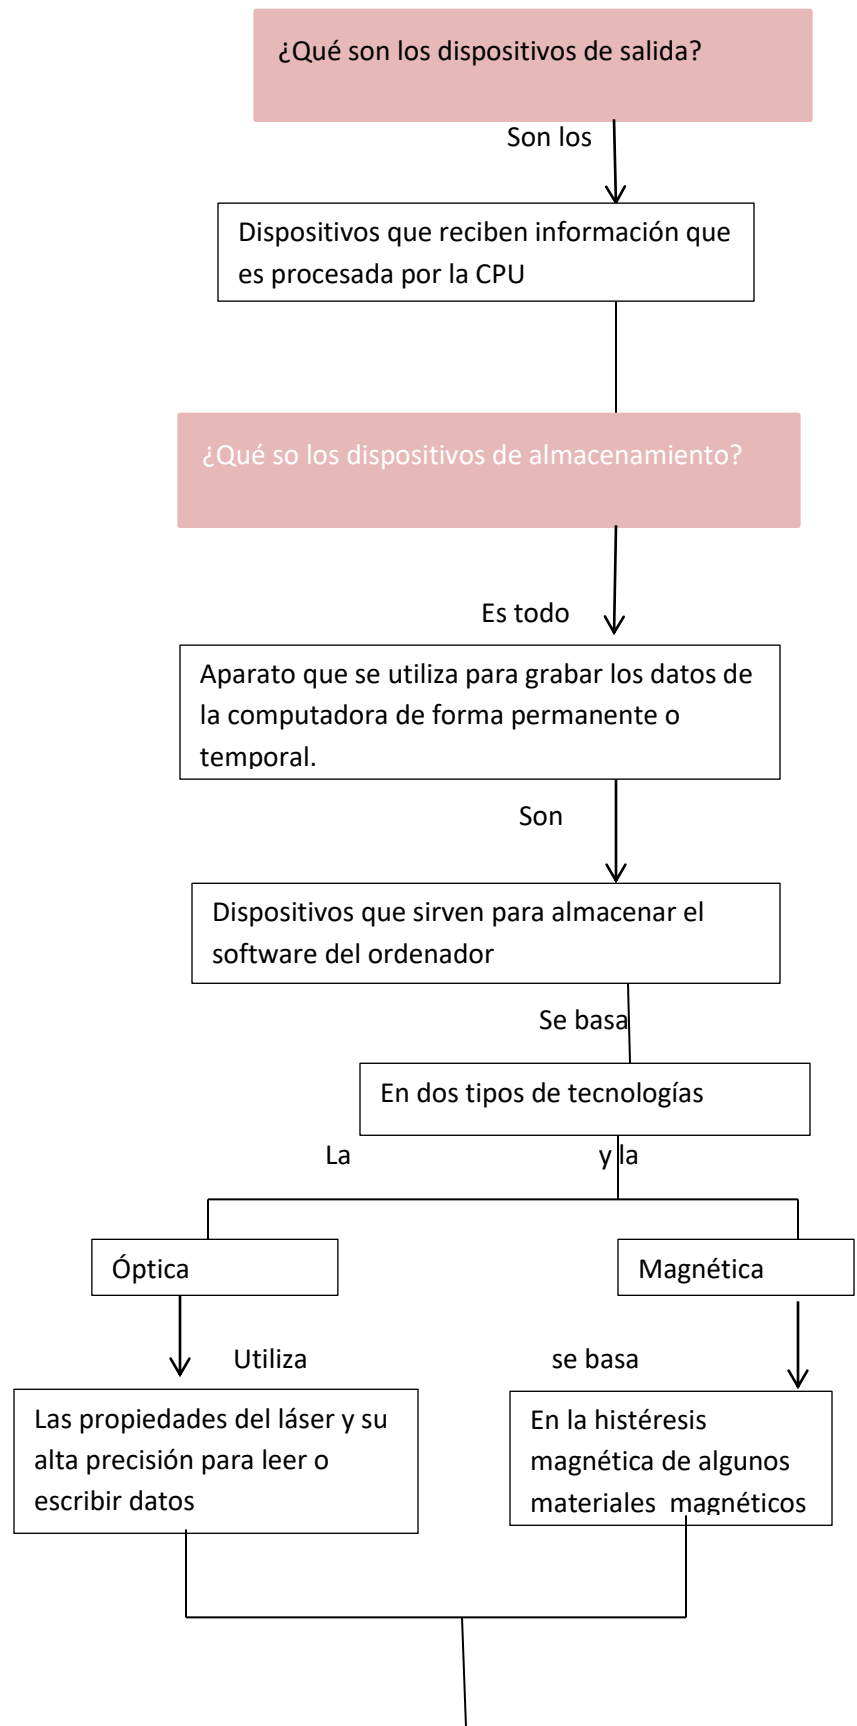 ¿Qué son los dispositivos de salida?
Son los
Dispositivos que reciben información que
es procesada por la CPU
¿Qué so los dispositivos de almacenamiento?
Es todo
Aparato que se utiliza para grabar los datos de
la computadora de forma permanente o
temporal.
Son
Dispositivos que sirven para almacenar el
software del ordenador
Se basa
En dos tipos de tecnologías
La
y la
Óptica
Magnética
Utiliza
se basa
Las propiedades del láser y su
alta precisión para leer o
escribir datos
En la histéresis
magnética de algunos
materiales  magnéticos